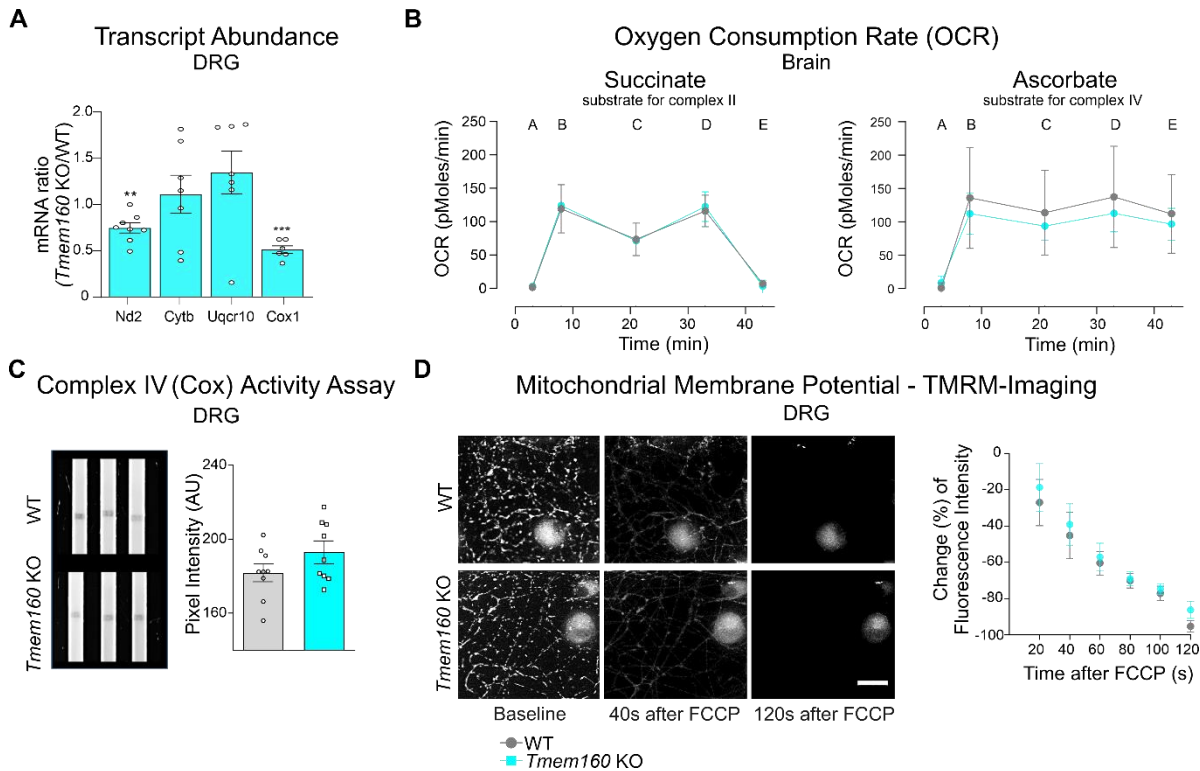 A
Transcript Abundance
DRG
mRNA ratio
(Tmem160 KO/WT)
2.0
1.5
1.0
0.5
0
**
***
Nd2 Cytb Uqcr10 Cox1
B
Oxygen Consumption Rate (OCR)
Brain
Succinate
substrate for complex II
OCR (pMoles/min)
250
200
150
100
50
0
A B C D E
0 10 20 30 40
Time (min)
Ascorbate
substrate for complex IV
OCR (pMoles/min)
250
200
150
100
50
0
A B C D E
0 10 20 30 40
Time (min)
C
Complex IV (Cox) Activity Assay
DRG
WT
Tmem160 KO
Pixel Intensity (AU)
240
200
160
D
Mitochondrial Membrane Potential - TMRM-Imaging
DRG
WT
Tmem160 KO
Baseline 40s after FCCP 120s after FCCP
Change (%) of
Fluorescence Intensity
-20
-40
-60
-80
-100
20 40 60 80 100 120
Time after FCCP (s)
WT
Tmem160 KO